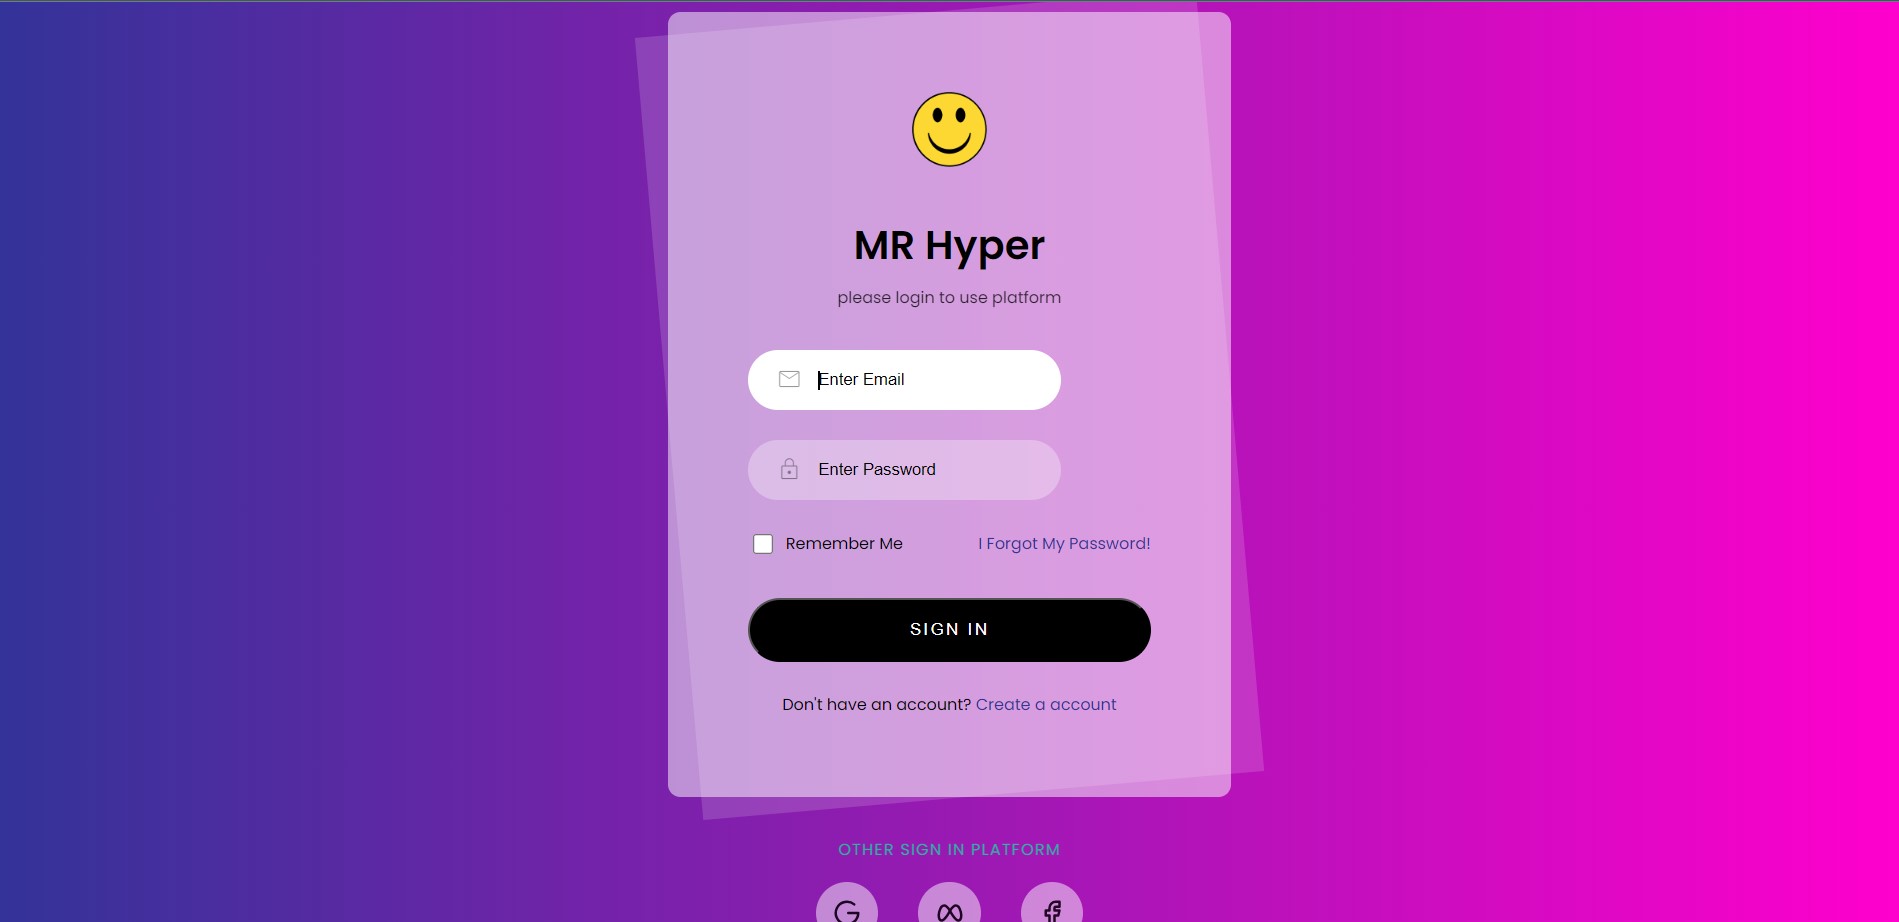 MR Hyper
please login to use platform
Enter Email
Enter Password
Remember Me
I Forgot My Password!
SIGN IN
Don't have an account? Create a account
OTHER SIGN IN PLATFORM